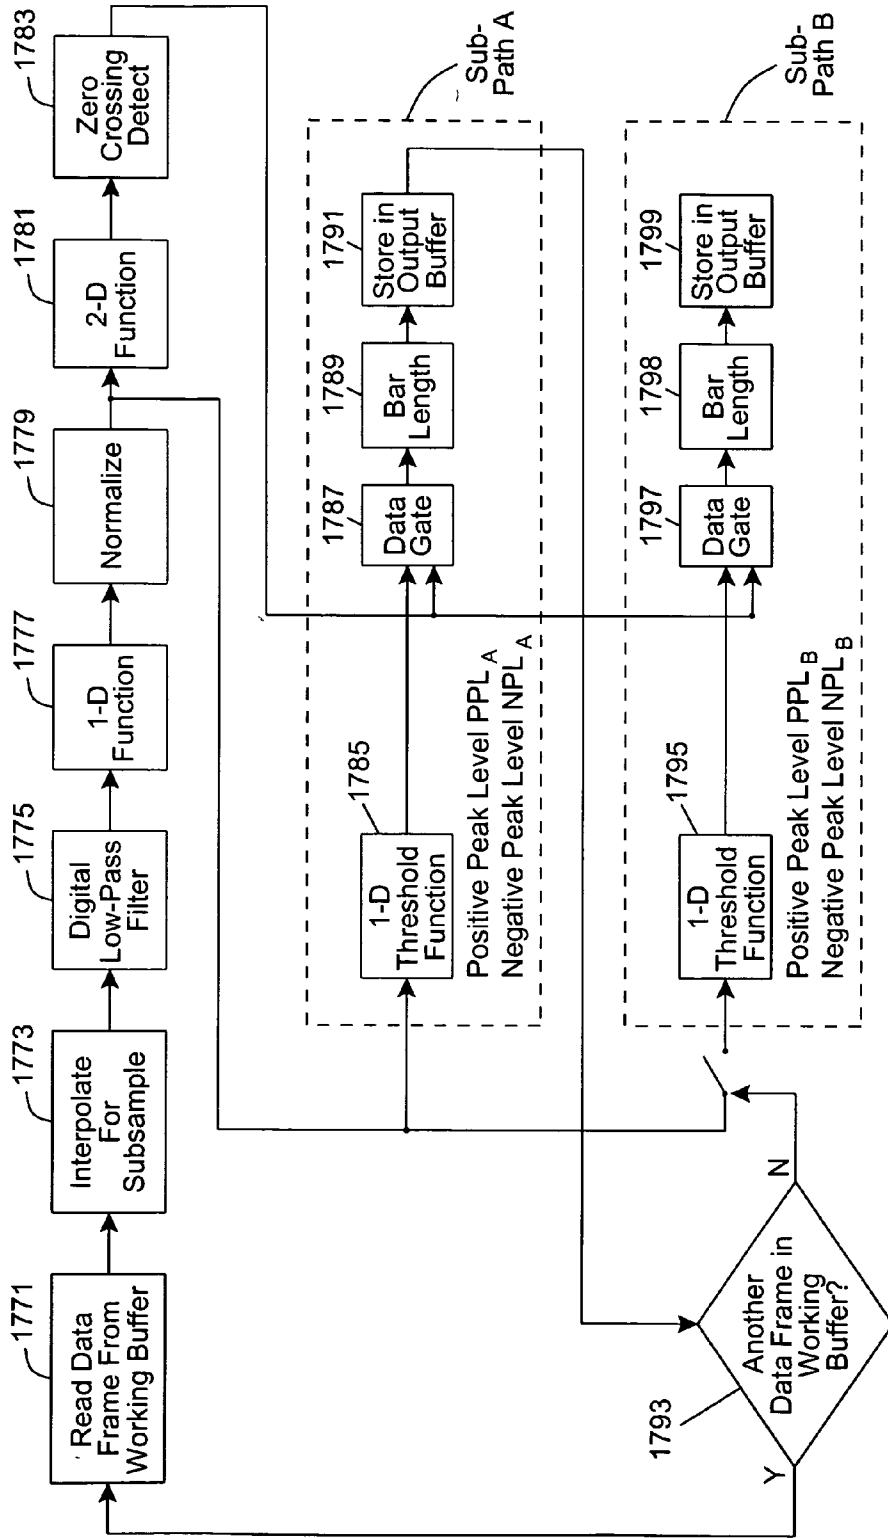 1771
Read Data
Frame From
Working Buffer
1773
Interpolate
For
Subsample
1775
Digital
Low-Pass
Filter
1777
1-D
Function
1779
Normalize
1781
2-D
Function
1783
Zero
Crossing
Detect
Sub-
Path A
1785
1-D
Threshold
Function
Positive Peak Level PPL A
Negative Peak Level NPL A
1787
Data
Gate
1789
Bar
Length
1791
Store in
Output
Buffer
Sub-
Path B
1795
1-D
Threshold
Function
Positive Peak Level PPL B
Negative Peak Level NPL B
1797
Data
Gate
1798
Bar
Length
1799
Store in
Output
Buffer
1793
Another
Data Frame in
Working
Buffer?
Y
N